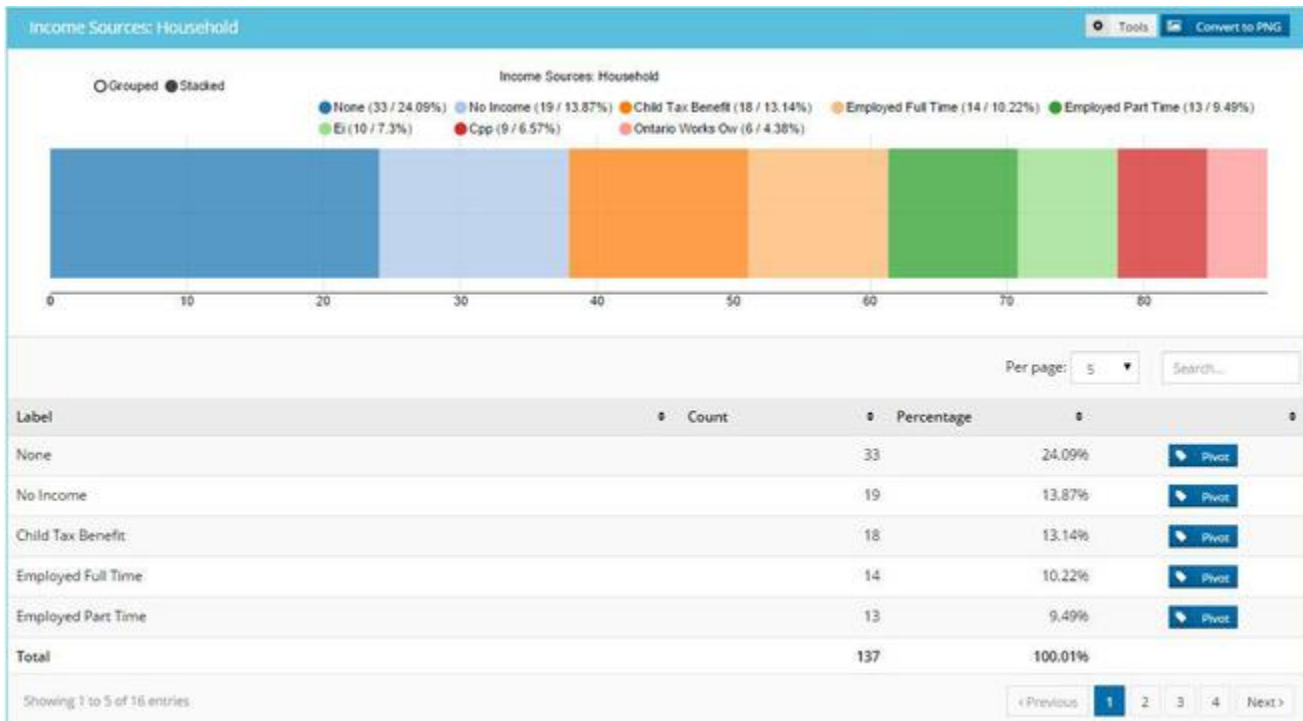 Income Sources: Household
Tools
Convert to PNG
Grouped Stacked
Income Sources: Household
None (33 / 24.09%) No Income (19 / 13.87%) Child Tax Benefit (18 / 13.14%) Employed Full Time (14 / 10.22%) Employed Part Time (13 / 9.49%)
Ei (10 / 7.3%) Cpp (9 / 6.57%) Ontario Works Ow (6 / 4.38%)
0 10 20 30 40 50 60 70 80
Per page: 5 Search...
Label Count Percentage
None 33 24.09% Pivot
No Income 19 13.87% Pivot
Child Tax Benefit 18 13.14% Pivot
Employed Full Time 14 10.22% Pivot
Employed Part Time 13 9.49% Pivot
Total 137 100.01%
Showing 1 to 5 of 16 entries ‹ Previous 1 2 3 4 Next ›